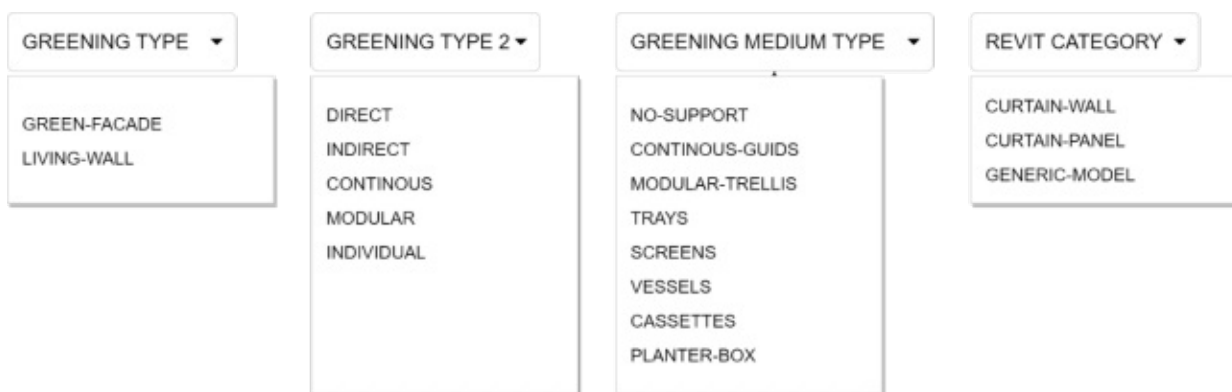 GREENING TYPE
GREEN-FACADE
LIVING-WALL
GREENING TYPE 2
DIRECT
INDIRECT
CONTINOUS
MODULAR
INDIVIDUAL
GREENING MEDIUM TYPE
NO-SUPPORT
CONTINOUS-GUIDS
MODULAR-TRELLIS
TRAYS
SCREENS
VESSELS
CASSETTES
PLANTER-BOX
REVIT CATEGORY
CURTAIN-WALL
CURTAIN-PANEL
GENERIC-MODEL